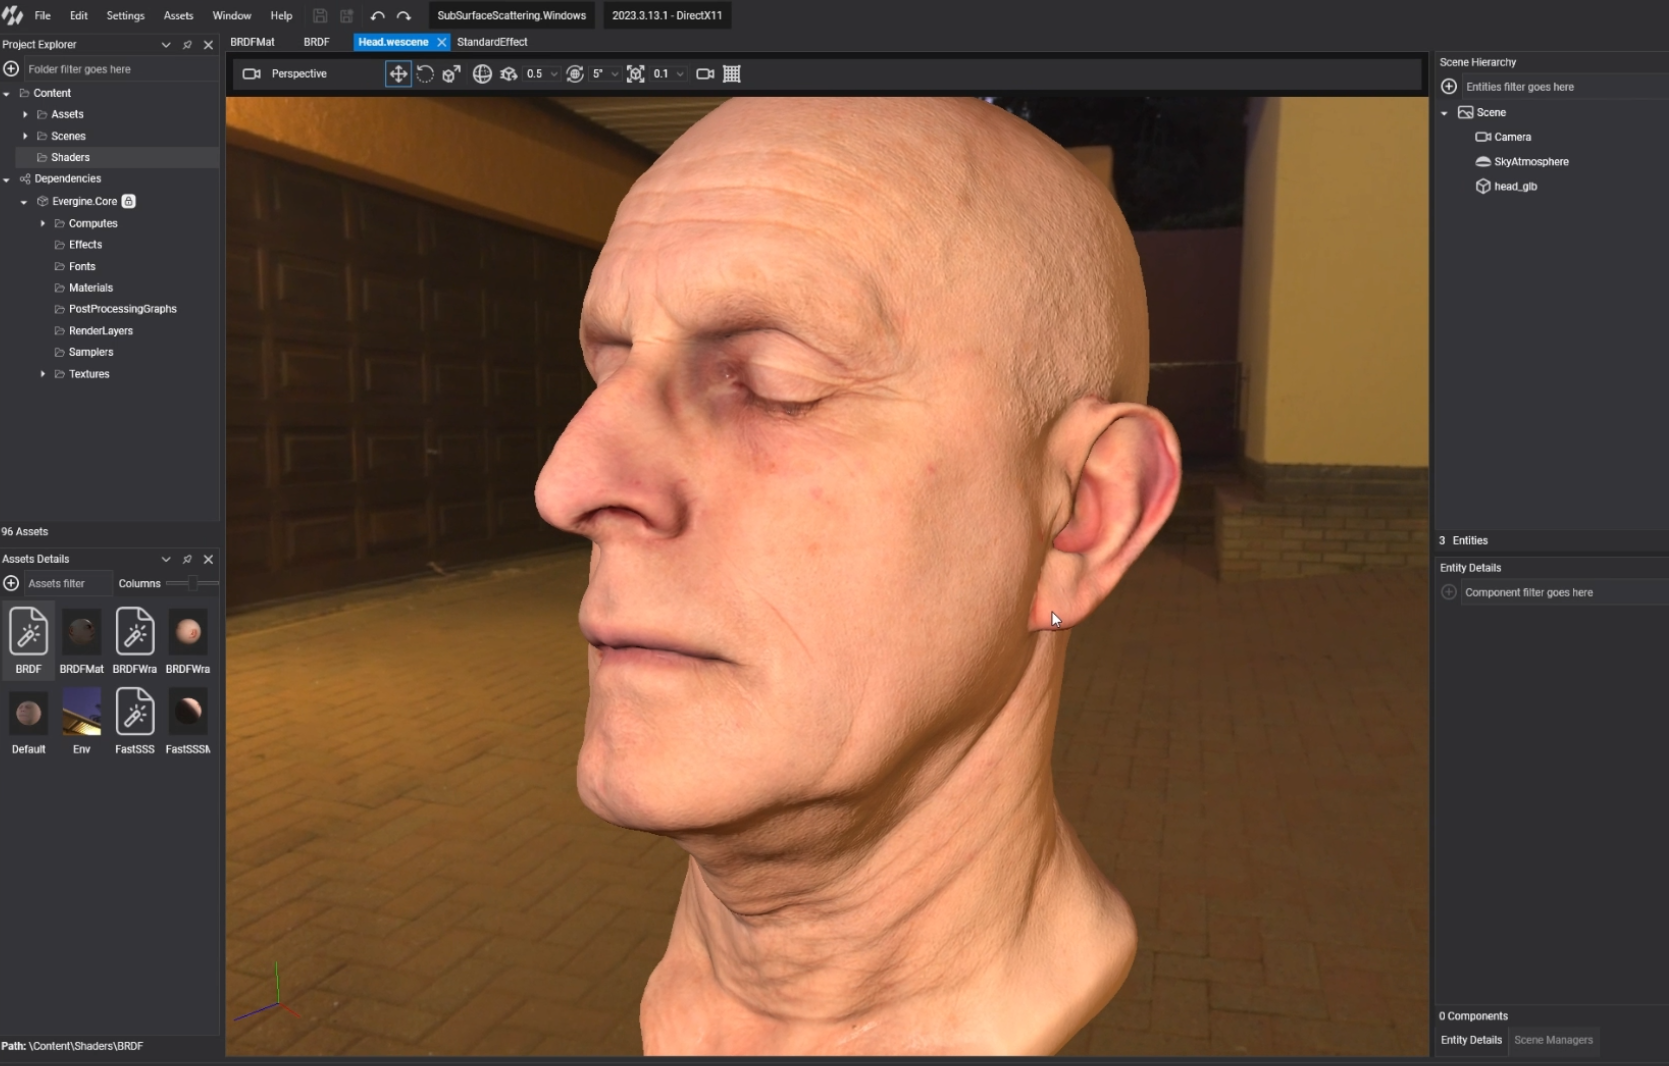 File Edit Settings Assets Window Help SubSurfaceScattering.Windows 2023.3.13.1 - DirectX11
Project Explorer
Folder filter goes here
Content
Assets
Scenes
Shaders
Dependencies
Evergine.Core
Computes
Effects
Fonts
Materials
PostProcessingGraphs
RenderLayers
Samplers
Textures
96 Assets
Assets Details
Assets filter Columns
BRDF BRDFMat BRDFWra BRDFWra
Default Env FastSSS FastSSSM
Path: \Content\Shaders\BRDF
BRDFMat BRDF Head.wescene StandardEffect
Perspective 0.5 5° 0.1
Scene Hierarchy
Entities filter goes here
Scene
Camera
SkyAtmosphere
head_glb
3 Entities
Entity Details
Component filter goes here
0 Components
Entity Details Scene Managers